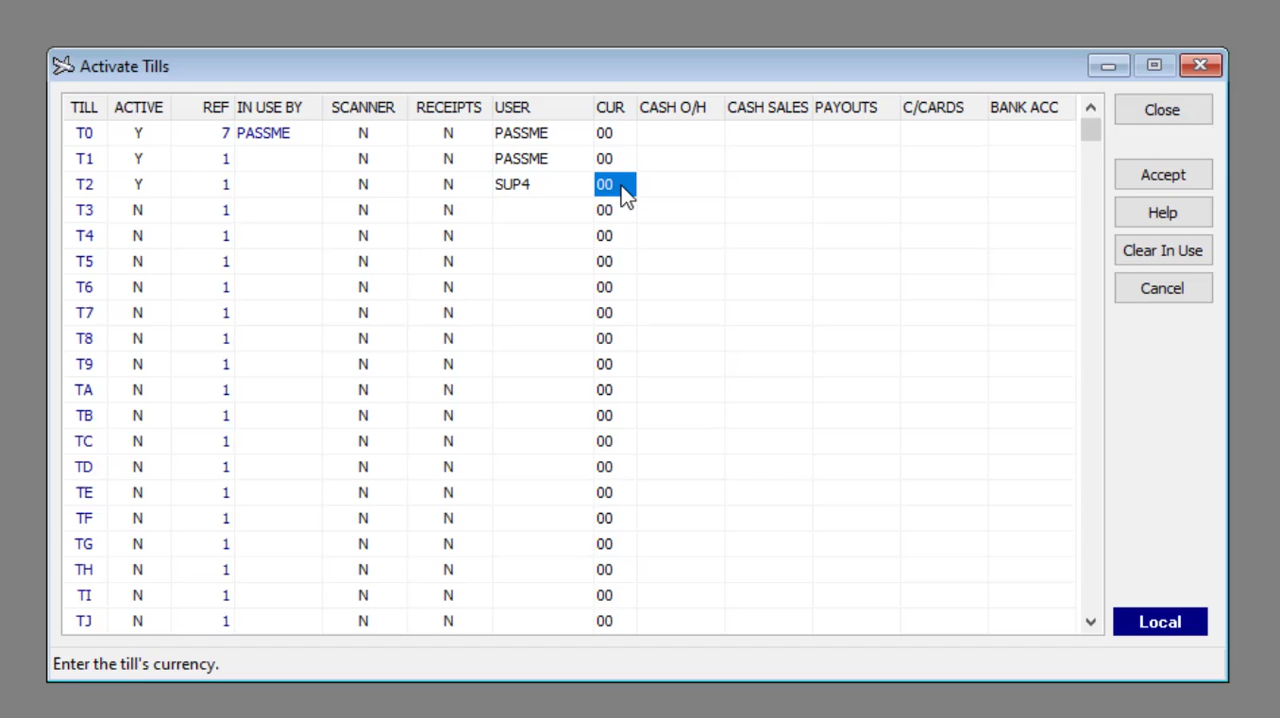 Activate Tills
TILL ACTIVE REF IN USE BY SCANNER RECEIPTS USER CUR CASH O/H CASH SALES PAYOUTS C/CARDS BANK ACC
T0 Y 7 PASSME N N PASSME 00
T1 Y 1 N N PASSME 00
T2 Y 1 N N SUP4 00
T3 N 1 N N 00
T4 N 1 N N 00
T5 N 1 N N 00
T6 N 1 N N 00
T7 N 1 N N 00
T8 N 1 N N 00
T9 N 1 N N 00
TA N 1 N N 00
TB N 1 N N 00
TC N 1 N N 00
TD N 1 N N 00
TE N 1 N N 00
TF N 1 N N 00
TG N 1 N N 00
TH N 1 N N 00
TI N 1 N N 00
TJ N 1 N N 00
Close
Accept
Help
Clear In Use
Cancel
Local
Enter the till's currency.